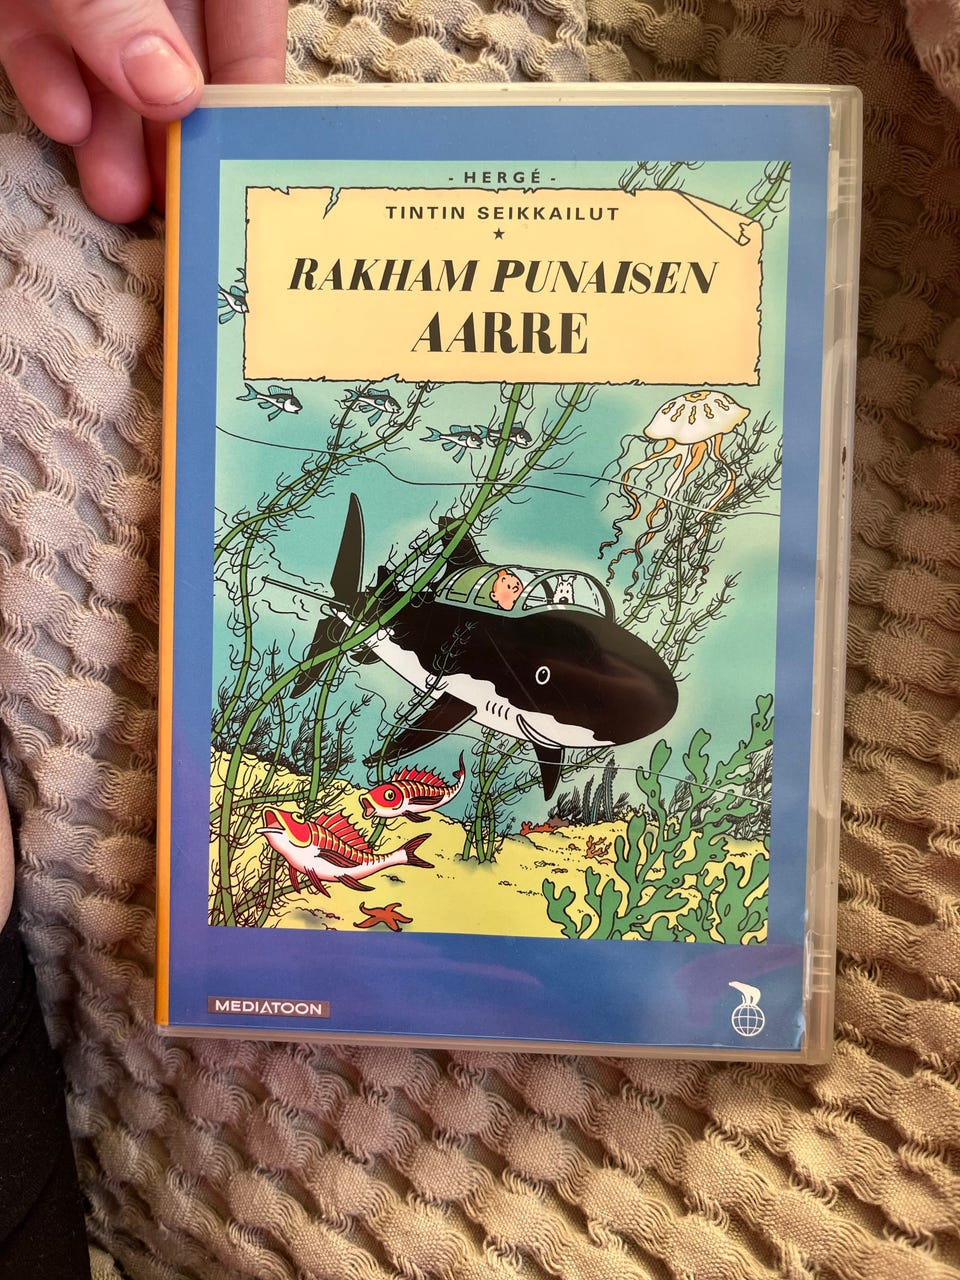 - HERGÉ -
TINTIN SEIKKAILUT
★
RAKHAM PUNAISEN
AARRE
MEDIATOON